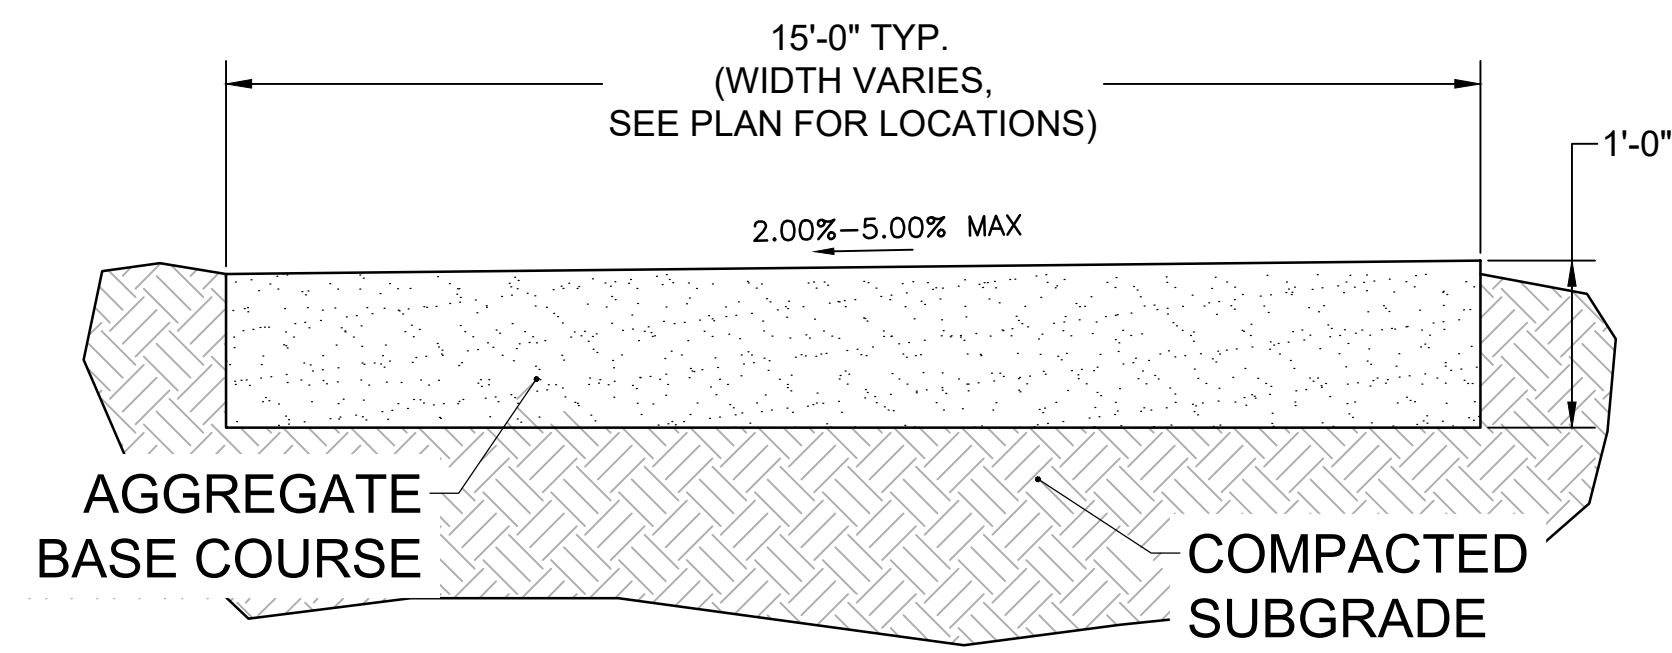 15'-0" TYP.
(WIDTH VARIES,
SEE PLAN FOR LOCATIONS)
1'-0"
2.00%-5.00% MAX
AGGREGATE
BASE COURSE
COMPACTED
SUBGRADE